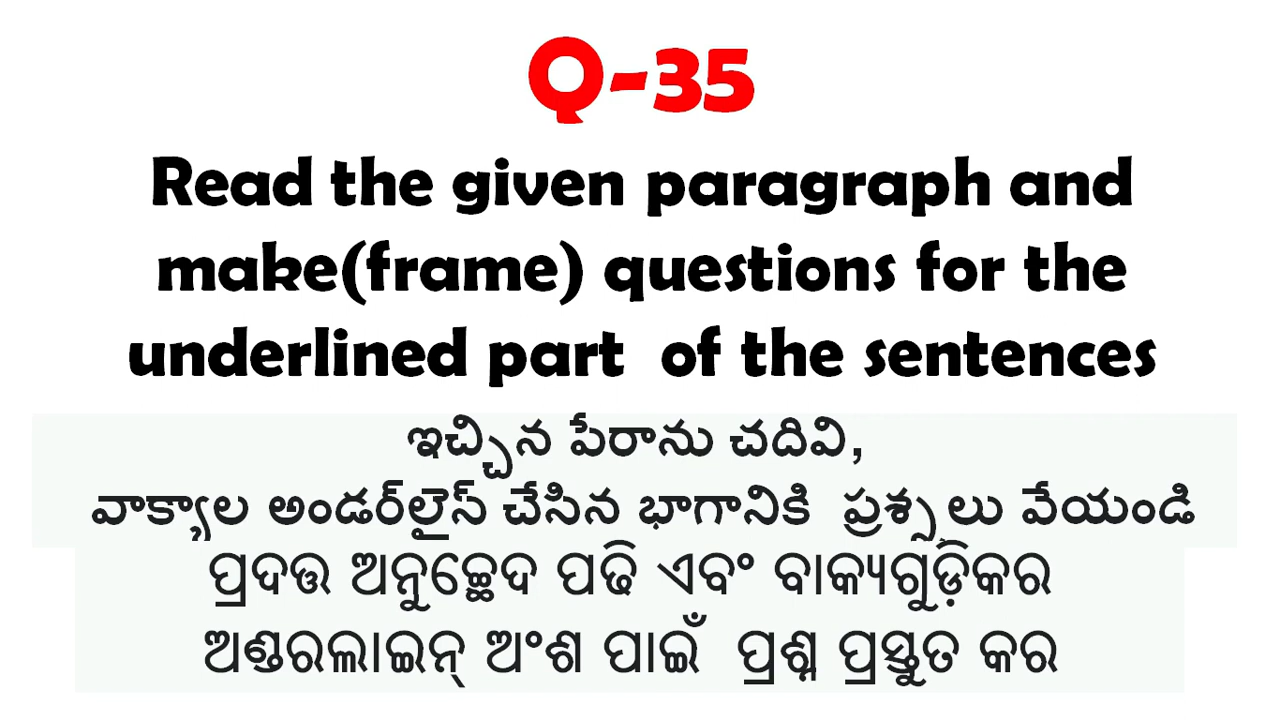 Q-35
Read the given paragraph and
make(frame) questions for the
underlined part of the sentences
ఇచ్చిన పేరాను చదివి,
వాక్యాల అండర్‌లైన్ చేసిన భాగానికి ప్రశ్నలు వేయండి
ପ୍ରଦତ୍ତ ଅନୁଚ୍ଛେଦ ପଢି ଏବଂ ବାକ୍ୟଗୁଡ଼ିକର
ଅଣ୍ଡରଲାଇନ୍ ଅଂଶ ପାଇଁ ପ୍ରଶ୍ନ ପ୍ରସ୍ତୁତ କର